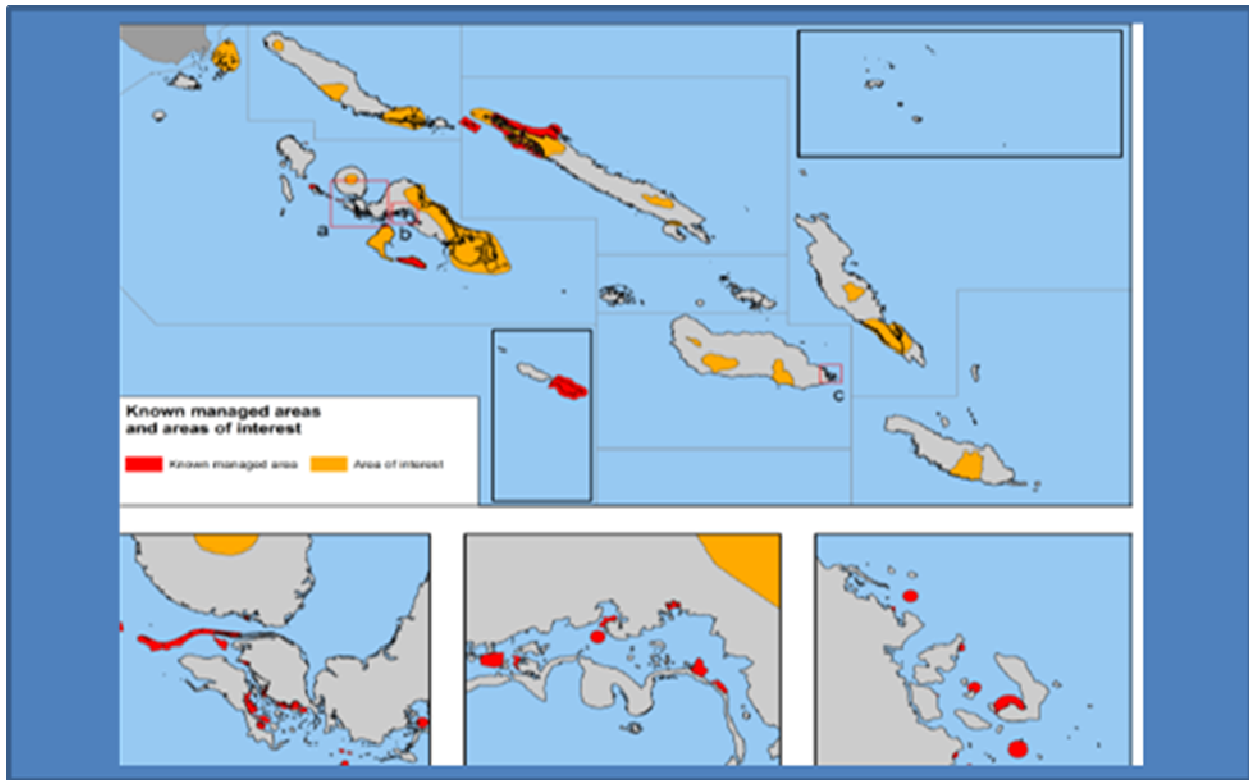 a
b
c
Known managed areas
and areas of interest
Known managed area
Area of interest